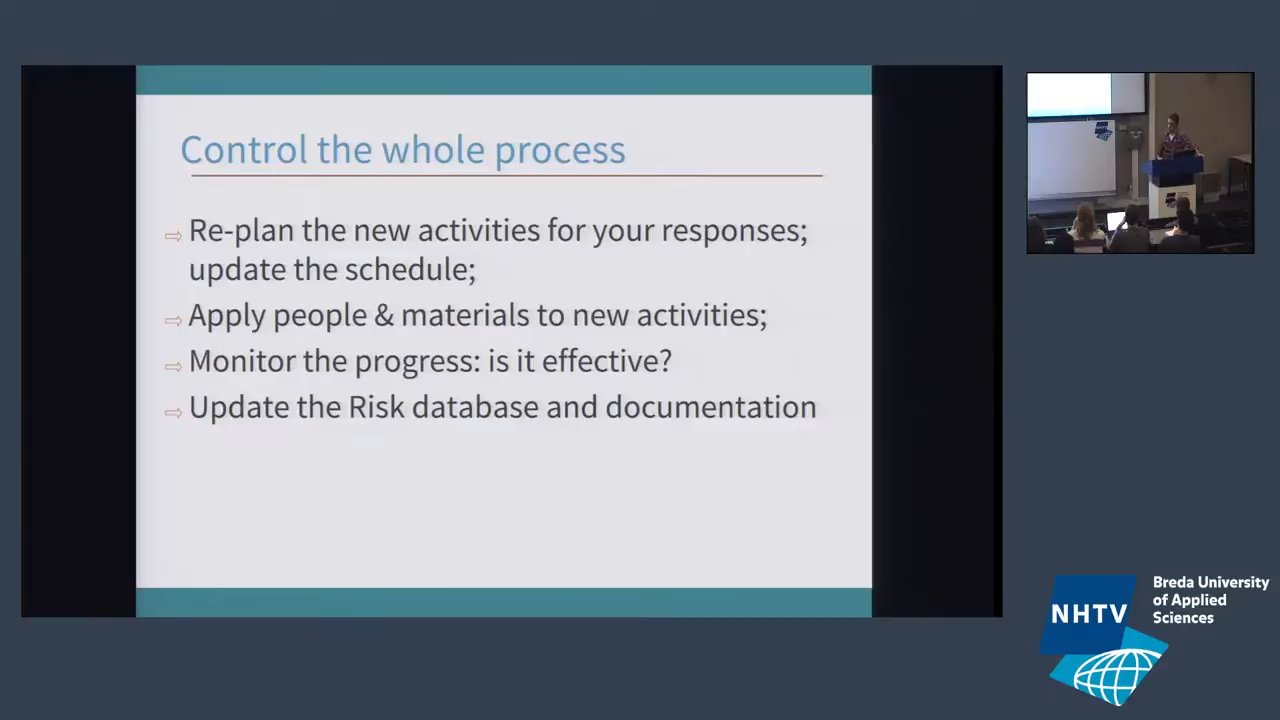 Control the whole process
⇨ Re-plan the new activities for your responses;
update the schedule;
⇨ Apply people & materials to new activities;
⇨ Monitor the progress: is it effective?
⇨ Update the Risk database and documentation
NHTV
Breda University
of Applied
Sciences